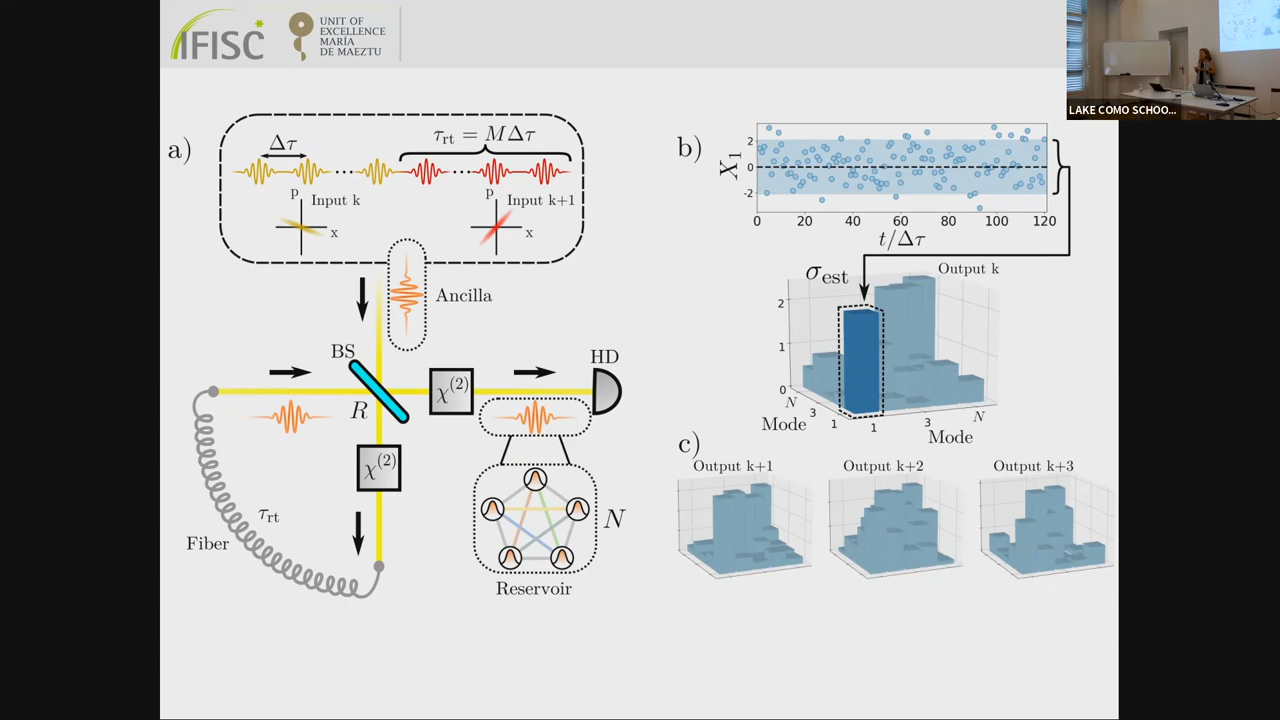 IFISC
UNIT OF
EXCELLENCE
MARÍA
DE MAEZTU
LAKE COMO SCHOO...
a)
Δτ
τrt = MΔτ
p
Input k
x
p
Input k+1
x
Ancilla
BS
R
χ(2)
HD
χ(2)
τrt
Fiber
N
Reservoir
b)
X1
2
0
-2
0
20
40
60
80
100
120
t/Δτ
σest
Output k
2
1
0
N
3
1
Mode
1
3
N
Mode
c)
Output k+1
Output k+2
Output k+3